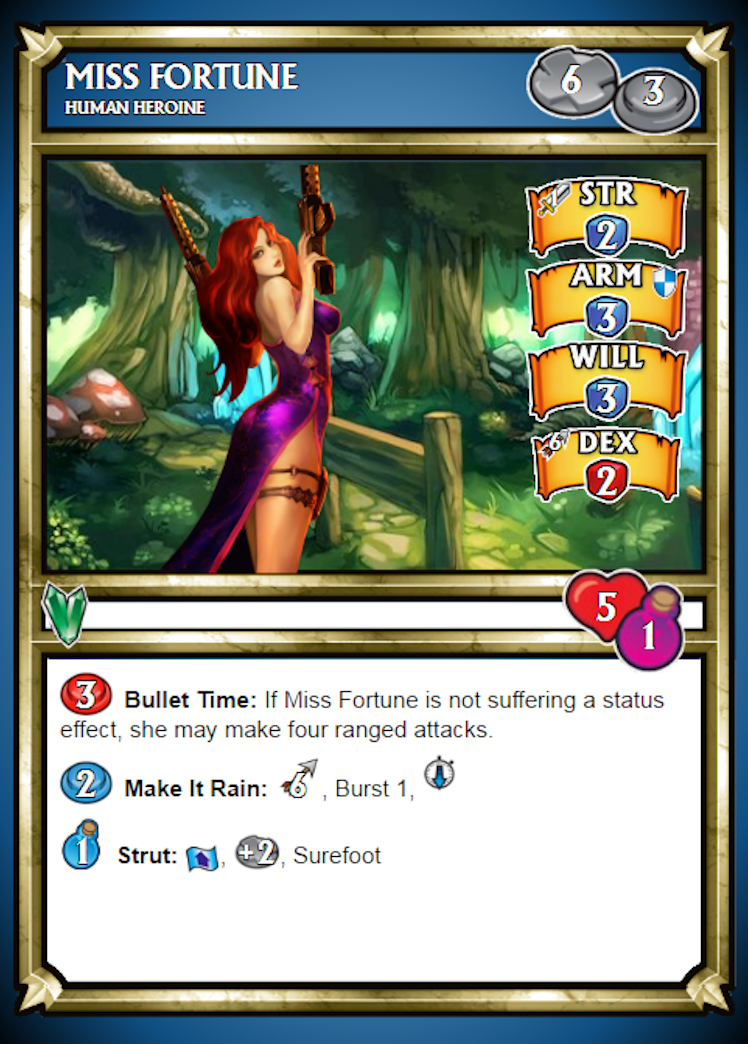 MISS FORTUNE
HUMAN HEROINE
6 3
1 STR
2
ARM
3
WILL
3
6 DEX
2
5
1
3 Bullet Time: If Miss Fortune is not suffering a status
effect, she may make four ranged attacks.
2 Make It Rain: 6 , Burst 1,
1 Strut: , +2, Surefoot